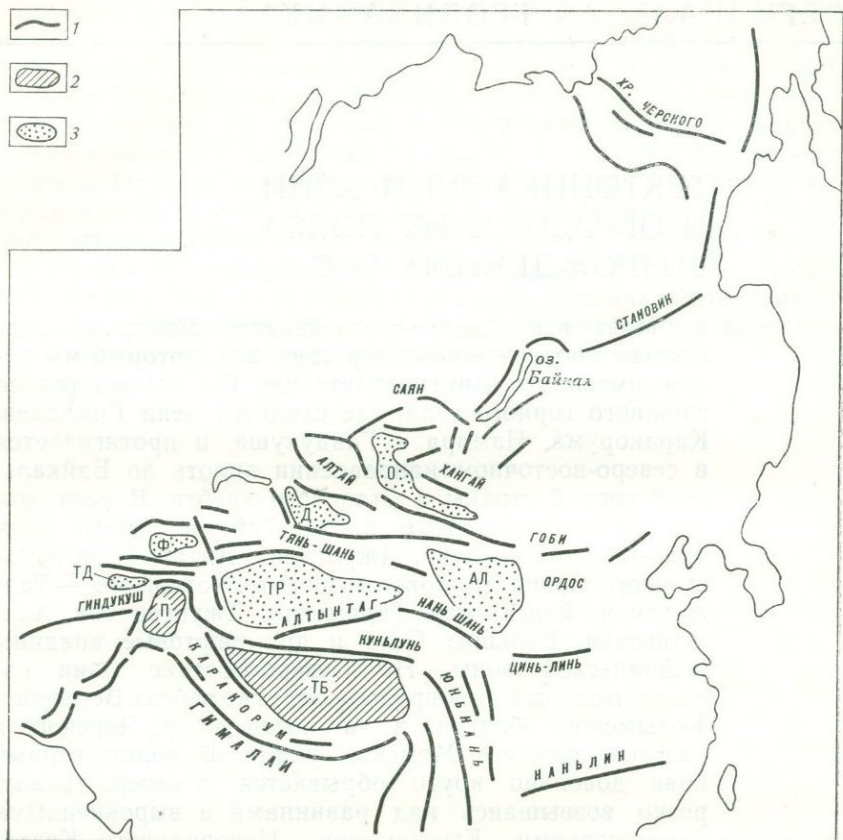 1
2
3
ХР. ЧЕРСКОГО
СТАНОВИК
оз.
Байкал
САЯН
АЛТАЙ
О
ХАНГАЙ
Д
ГОБИ
Ф
ТЯНЬ-ШАНЬ
ОРДОС
ТД
ТР
АЛ
ГИНДУКУШ
П
АЛТЫНТАГ
НАНЬ ШАНЬ
КУНЬЛУНЬ
ЦИНЬ-ЛИНЬ
КАРАКОРУМ
ТБ
ГИМАЛАИ
ЮНЬНАНЬ
НАНЬЛИН